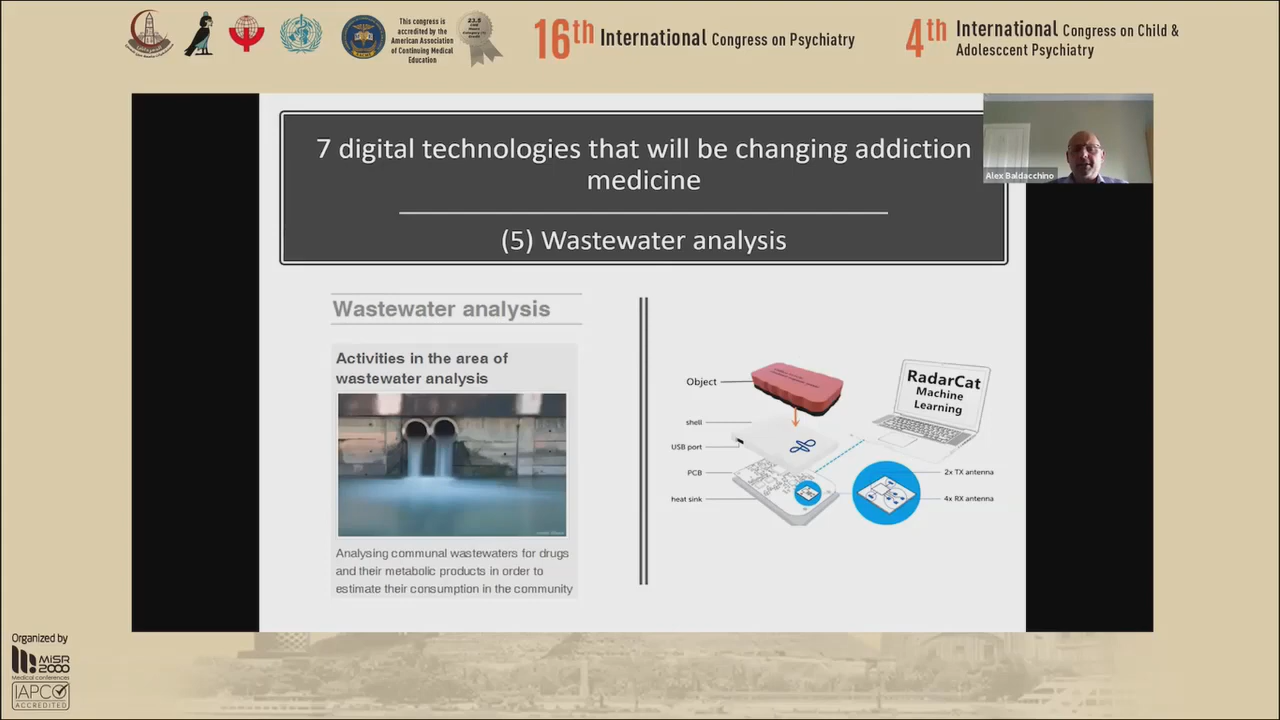 This congress is
accredited by the
American Association
of Continuing Medical
Education
23.5
16th International Congress on Psychiatry
4th International Congress on Child &
Adolesccent Psychiatry
7 digital technologies that will be changing addiction
medicine
(5) Wastewater analysis
Alex Baldacchino
Wastewater analysis
Activities in the area of
wastewater analysis
Analysing communal wastewaters for drugs
and their metabolic products in order to
estimate their consumption in the community
Object
shell
USB port
PCB
heat sink
RadarCat
Machine
Learning
2x TX antenna
4x RX antenna
Organized by
MiSR
2000
Medical conferences
IAPCO
ACCREDITED